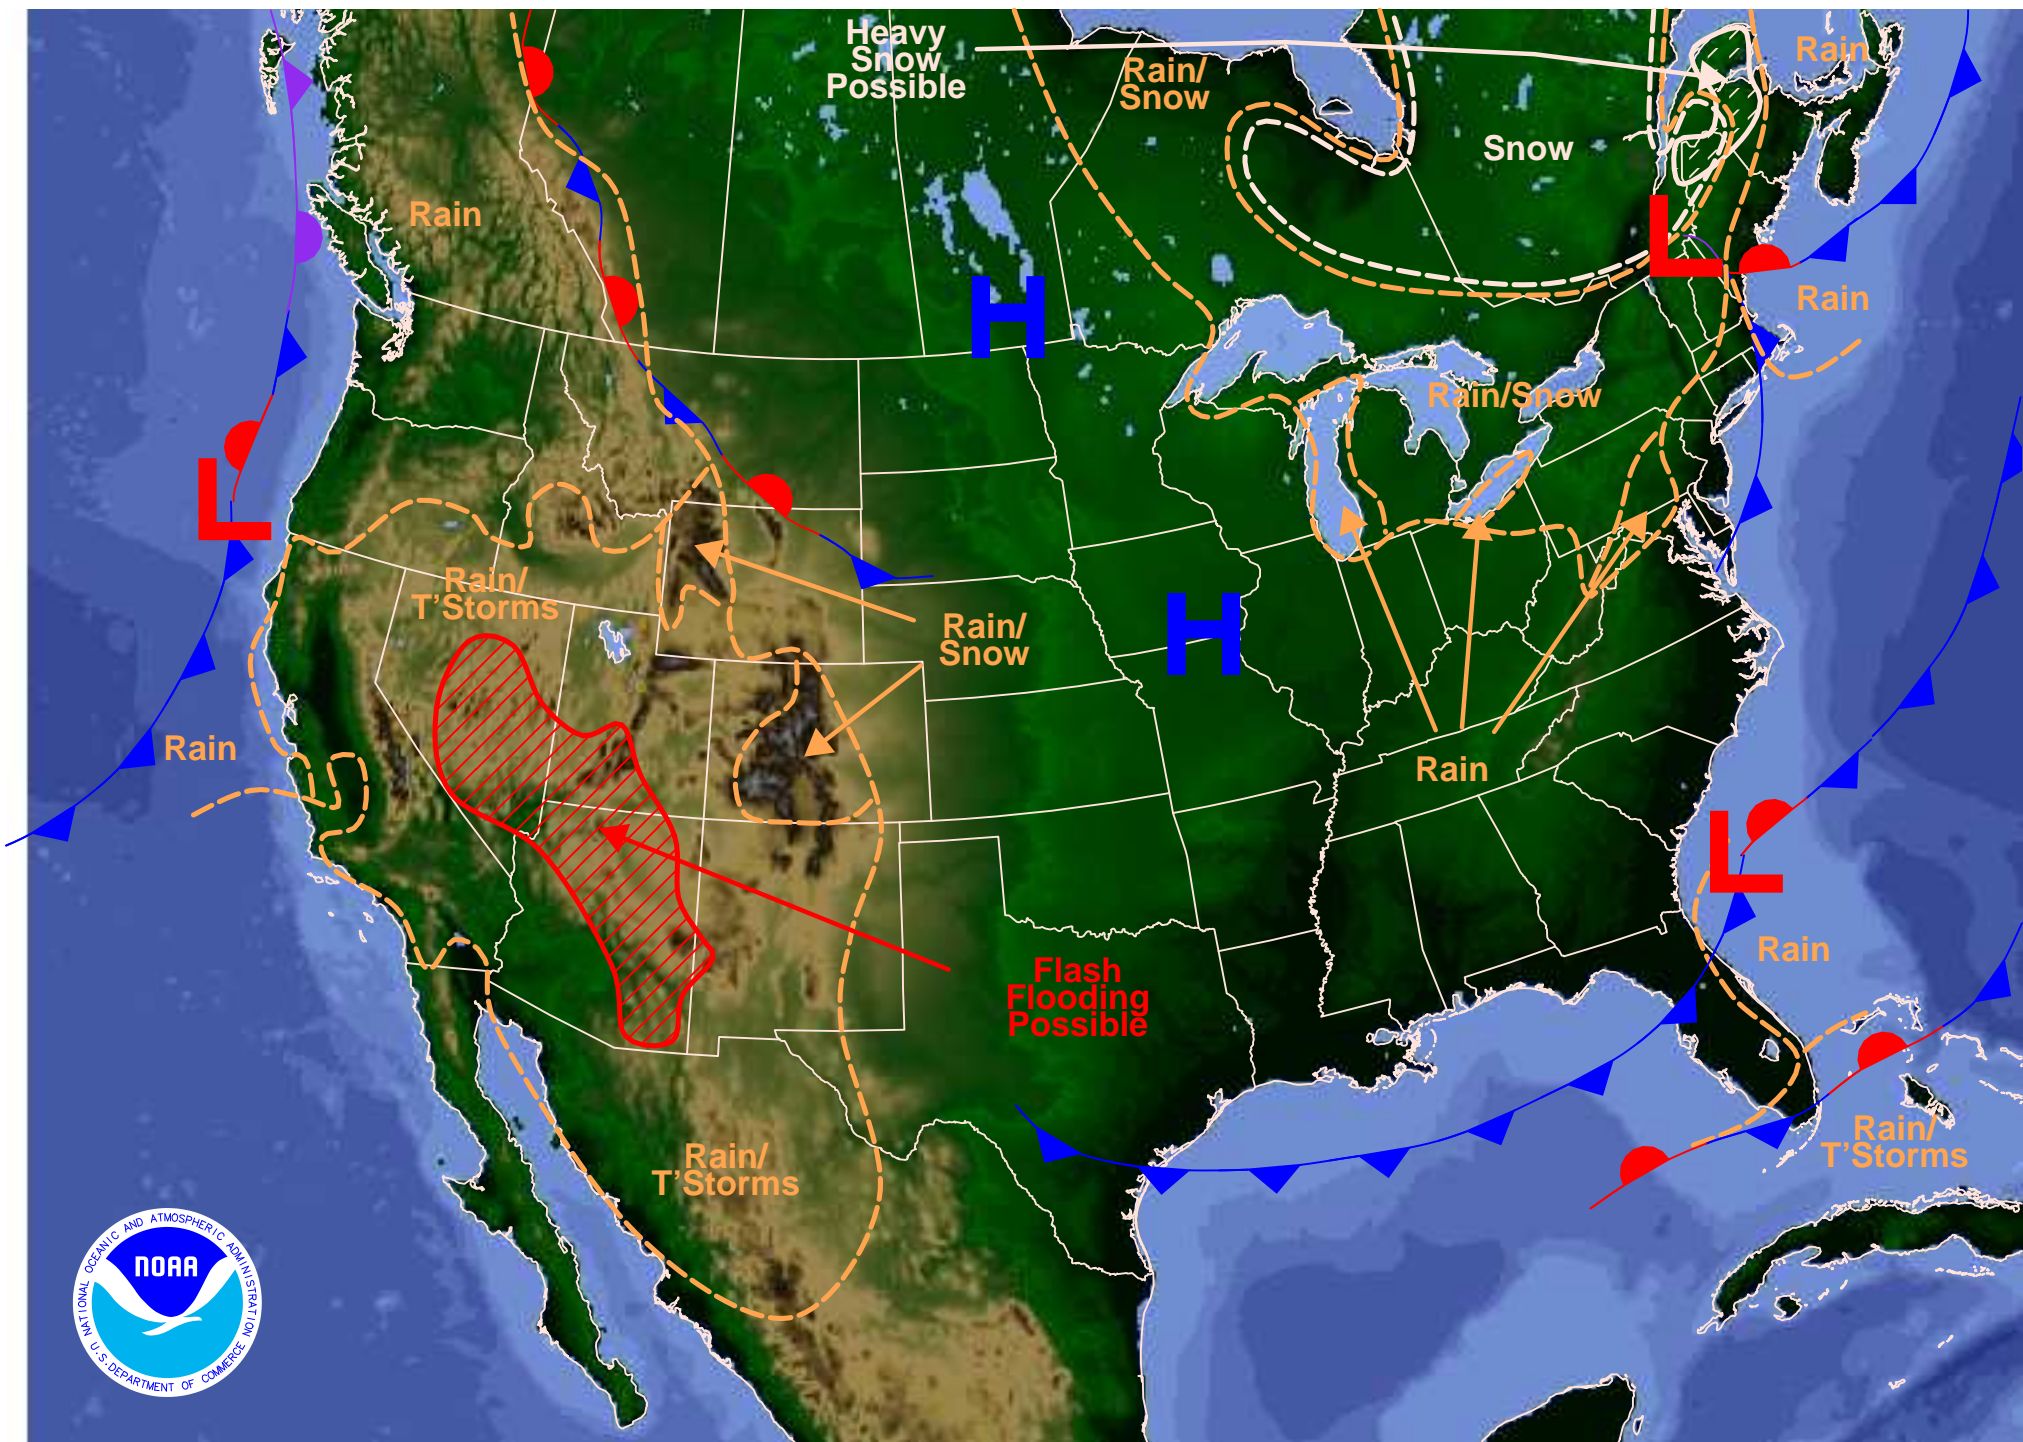 Heavy
Snow
Possible
Rain/
Snow
Rain
Snow
Rain
H
L
Rain
Rain/Snow
L
Rain/
T'Storms
H
Rain/
Snow
Rain
Rain
L
Rain
Flash
Flooding
Possible
Rain/
T'Storms
Rain/
T'Storms
NATIONAL OCEANIC AND ATMOSPHERIC ADMINISTRATION
NOAA
U.S. DEPARTMENT OF COMMERCE